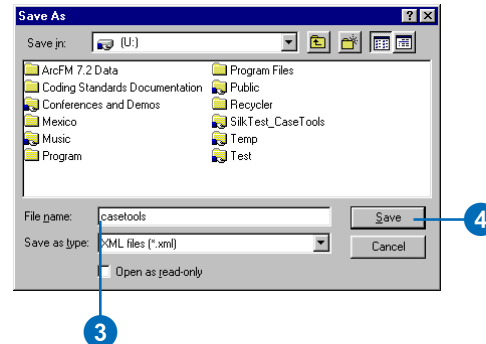 Save As
Save in: (U:)
ArcFM 7.2 Data
Coding Standards Documentation
Conferences and Demos
Mexico
Music
Program
Program Files
Public
Recycler
SilkTest_CaseTools
Temp
Test
File name: casetools
Save
4
Save as type: XML files (*.xml)
Cancel
Open as read-only
3